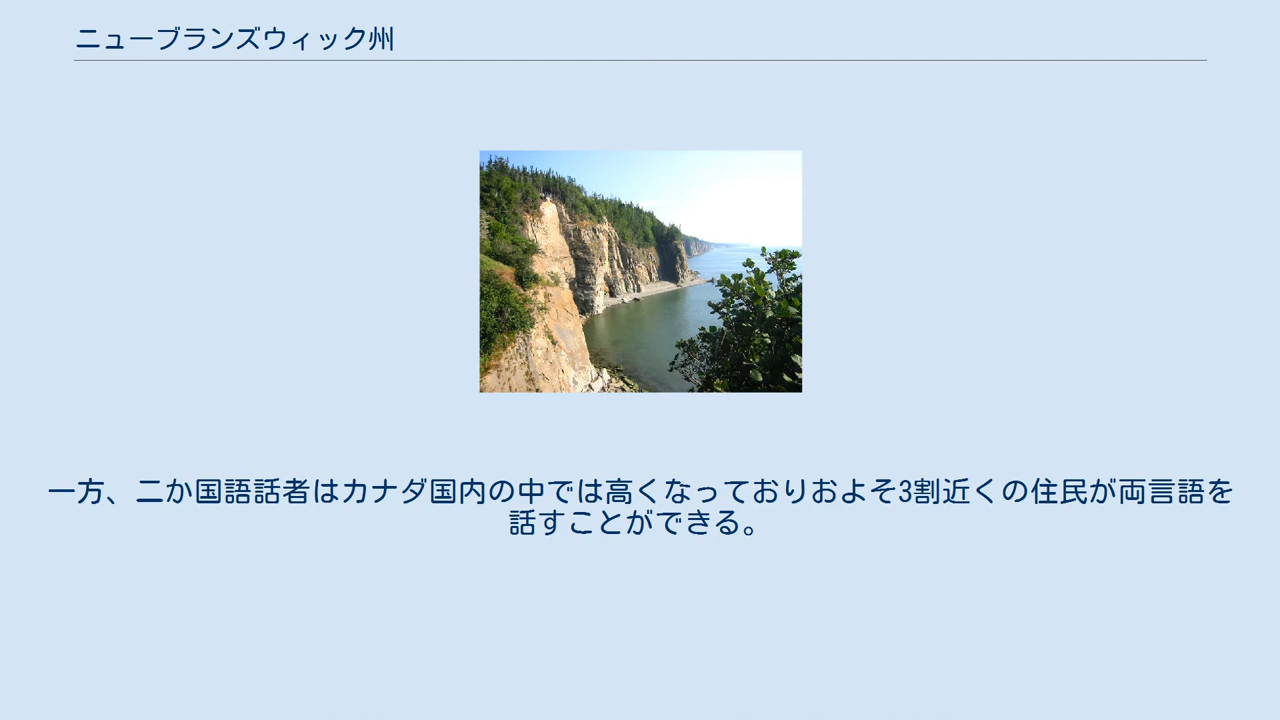 ニューブランズウィック州
一方、二か国語話者はカナダ国内の中では高くなっておりおよそ3割近くの住民が両言語を
話すことができる。